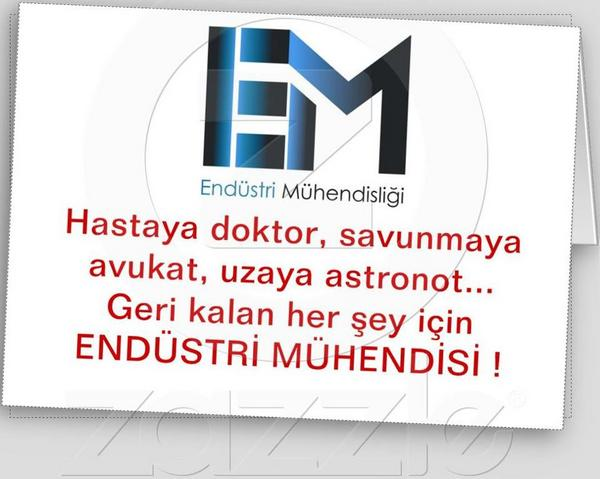 EM
Endüstri Mühendisliği
Hastaya doktor, savunmaya
avukat, uzaya astronot...
Geri kalan her şey için
ENDÜSTRİ MÜHENDİSİ !
zazzle®